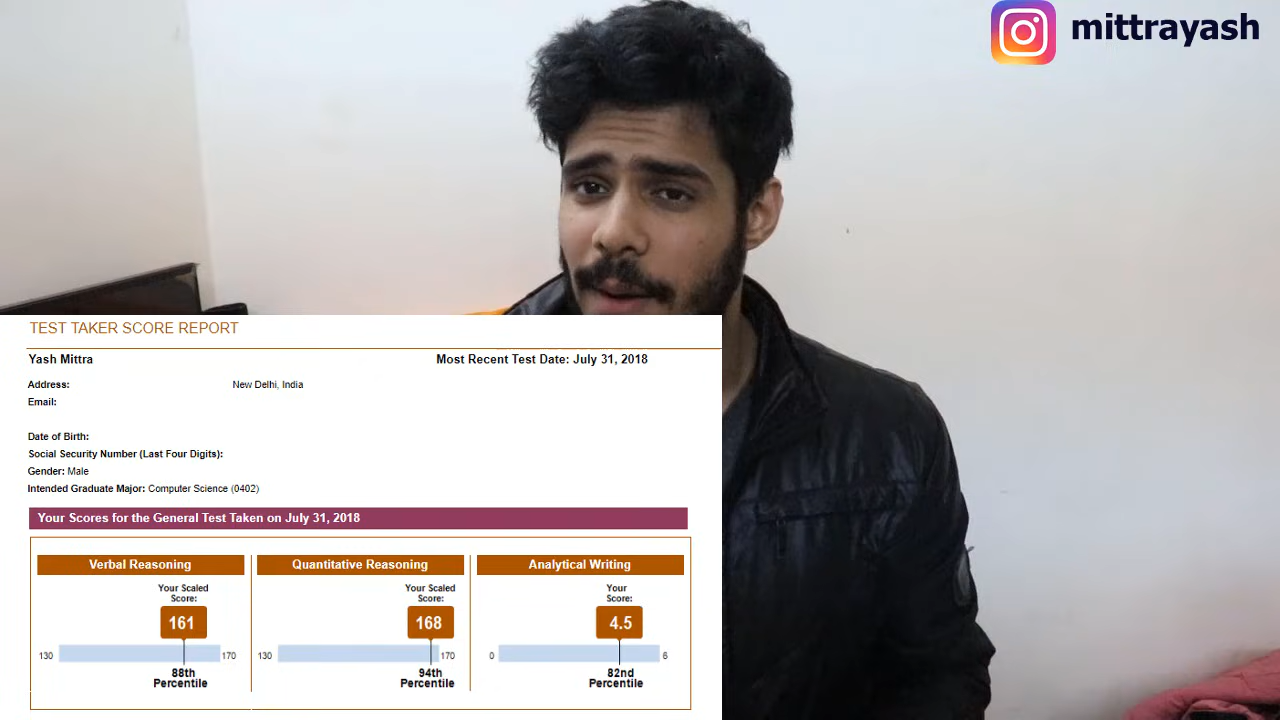 mittrayash
TEST TAKER SCORE REPORT
Yash Mittra Most Recent Test Date: July 31, 2018
Address: New Delhi, India
Email:
Date of Birth:
Social Security Number (Last Four Digits):
Gender: Male
Intended Graduate Major: Computer Science (0402)
Your Scores for the General Test Taken on July 31, 2018
Verbal Reasoning
Your Scaled
Score:
161
130 170
88th
Percentile
Quantitative Reasoning
Your Scaled
Score:
168
130 170
94th
Percentile
Analytical Writing
Your
Score:
4.5
0 6
82nd
Percentile